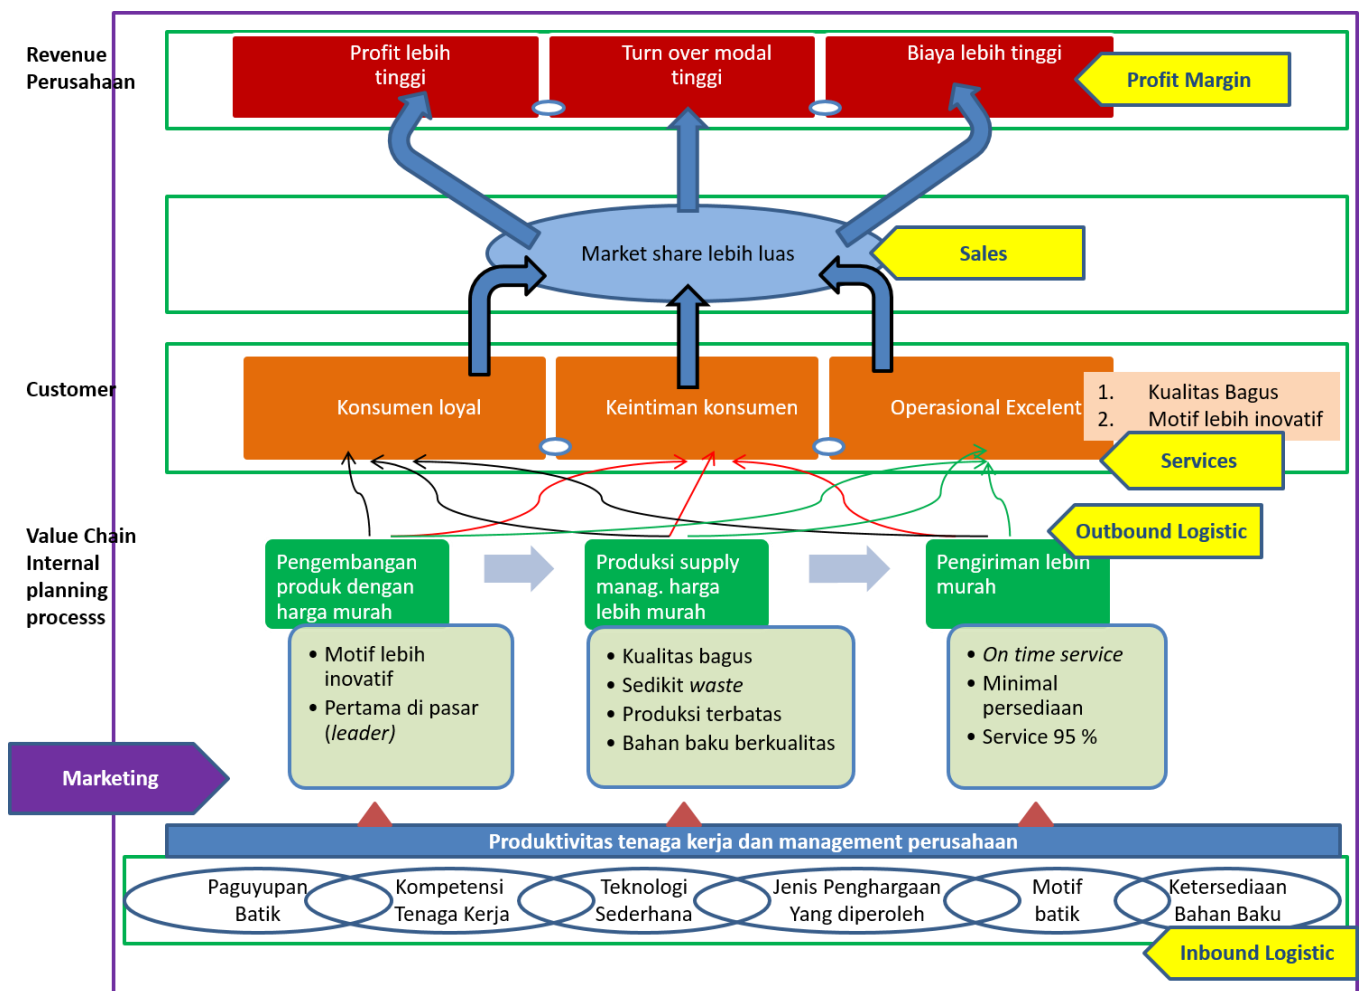 Revenue
Perusahaan
Profit lebih
tinggi
Turn over modal
tinggi
Biaya lebih tinggi
Profit Margin
Market share lebih luas
Sales
Customer
Konsumen loyal
Keintiman konsumen
Operasional Excelent
1. Kualitas Bagus
2. Motif lebih inovatif
Services
Value Chain
Internal
planning
processs
Outbound Logistic
Pengembangan
produk dengan
harga murah
Produksi supply
manag. harga
lebih murah
Pengiriman lebih
murah
• Motif lebih
inovatif
• Pertama di pasar
(leader)
• Kualitas bagus
• Sedikit waste
• Produksi terbatas
• Bahan baku berkualitas
• On time service
• Minimal
persediaan
• Service 95 %
Marketing
Produktivitas tenaga kerja dan management perusahaan
Paguyupan
Batik
Kompetensi
Tenaga Kerja
Teknologi
Sederhana
Jenis Penghargaan
Yang diperoleh
Motif
batik
Ketersediaan
Bahan Baku
Inbound Logistic